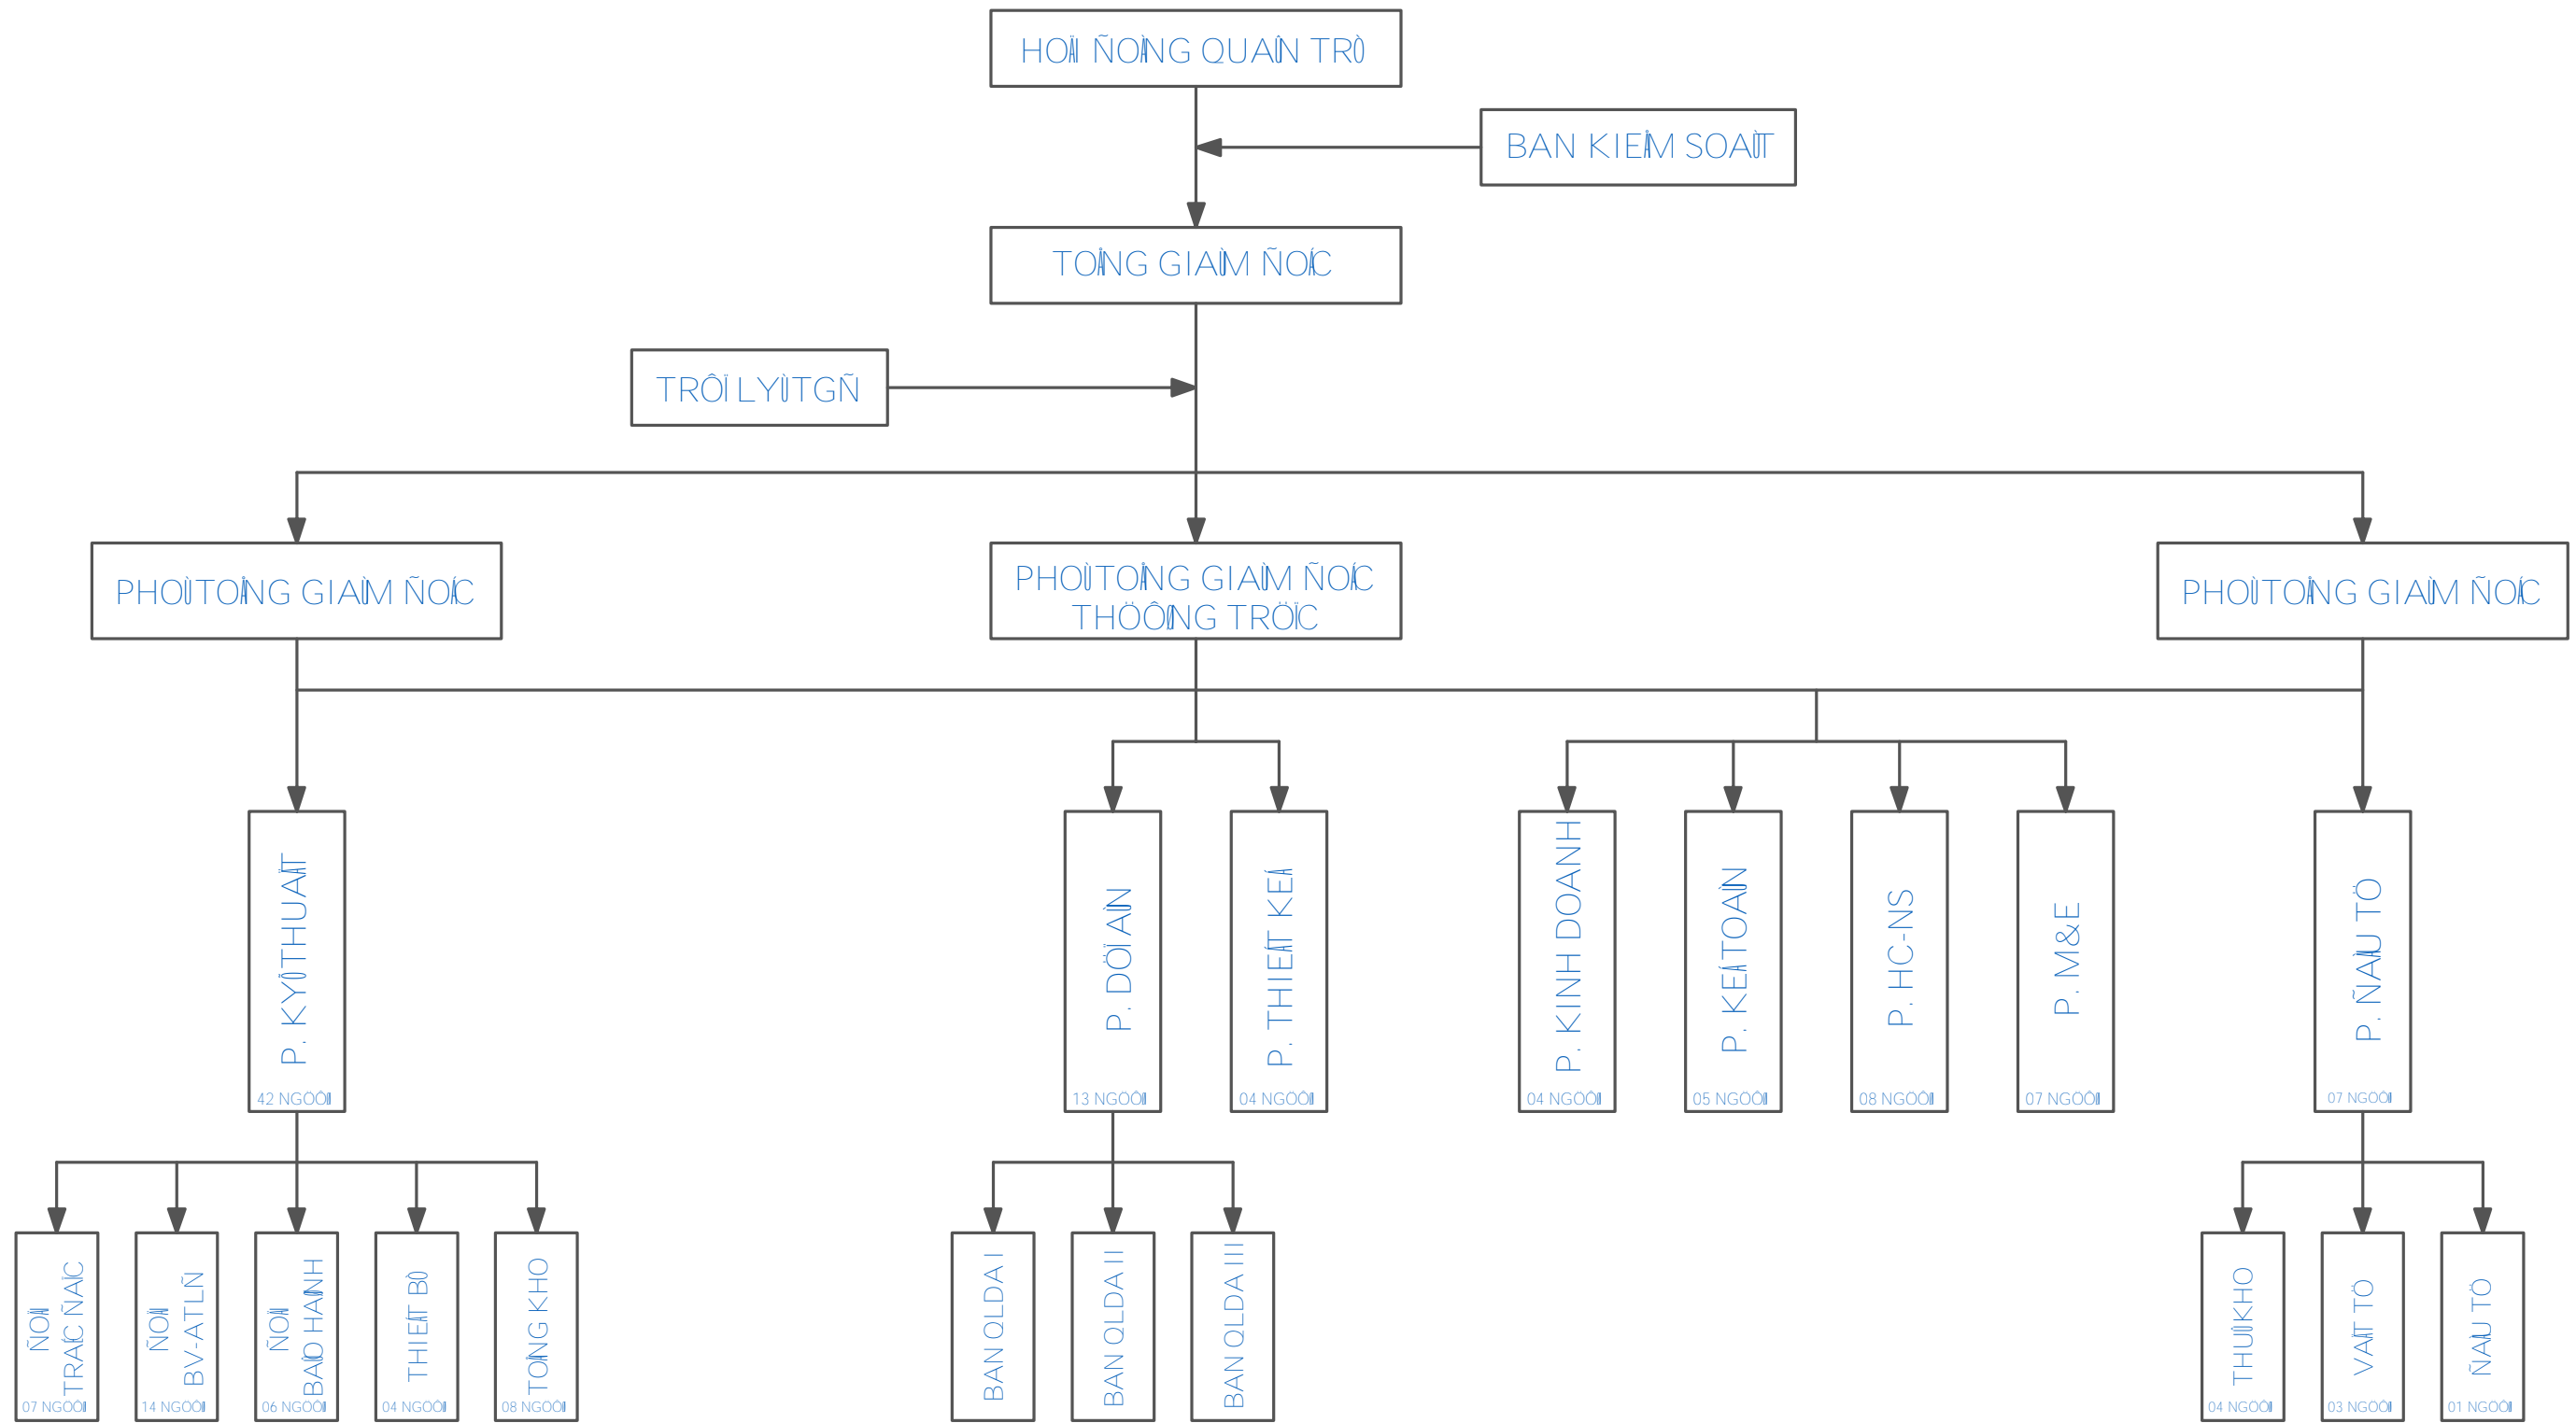 HOÄI ÑOÀNG QUAÛN TRÒ
BAN KIEÅM SOAÙT
TOÅNG GIAÙM ÑOÁC
TRÔÏ LYÙ TGÑ
PHOÙ TOÅNG GIAÙM ÑOÁC
PHOÙ TOÅNG GIAÙM ÑOÁC
THÖÔØNG TRÖÏC
PHOÙ TOÅNG GIAÙM ÑOÁC
P. KYÕ THUAÄT
42 NGÖÔØI
P. DÖÏ AÙN
13 NGÖÔØI
P. THIEÁT KEÁ
04 NGÖÔØI
P. KINH DOANH
04 NGÖÔØI
P. KEÁ TOAÙN
05 NGÖÔØI
P. HC-NS
08 NGÖÔØI
P. M&E
07 NGÖÔØI
P. ÑAÀU TÖ
07 NGÖÔØI
ÑOÄI
TRAÉC ÑAÏC
07 NGÖÔØI
ÑOÄI
BV-ATLÑ
14 NGÖÔØI
ÑOÄI
BAÛO HAØNH
06 NGÖÔØI
THIEÁT BÒ
04 NGÖÔØI
TOÅNG KHO
08 NGÖÔØI
BAN QLDA I
BAN QLDA II
BAN QLDA III
THUÛ KHO
04 NGÖÔØI
VAÄT TÖ
03 NGÖÔØI
ÑAÀU TÖ
01 NGÖÔØI